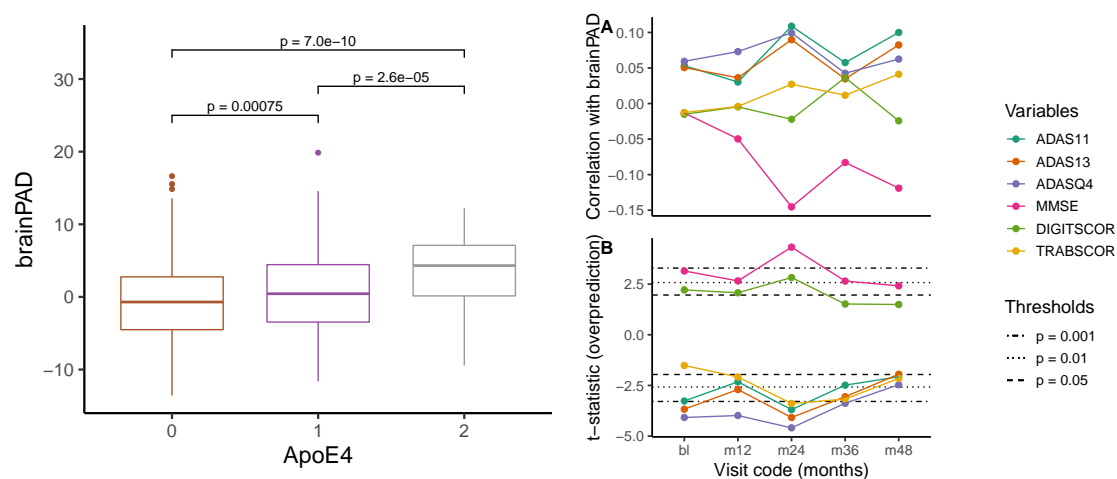 p = 7.0e−10
p = 2.6e−05
p = 0.00075
30
20
10
0
−10
brainPAD
0 1 2
ApoE4
A
0.10
0.05
0.00
−0.05
−0.10
−0.15
Correlation with brainPAD
B
2.5
0.0
−2.5
−5.0
t−statistic (overprediction)
bl m12 m24 m36 m48
Visit code (months)
Variables
ADAS11
ADAS13
ADASQ4
MMSE
DIGITSCOR
TRABSCOR
Thresholds
p = 0.001
p = 0.01
p = 0.05